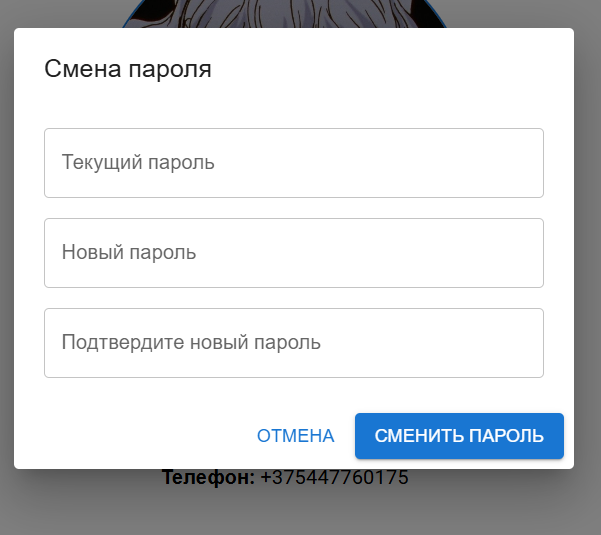 Смена пароля
Текущий пароль
Новый пароль
Подтвердите новый пароль
ОТМЕНА СМЕНИТЬ ПАРОЛЬ
Телефон: +375447760175